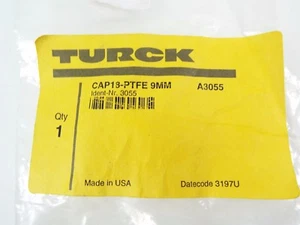 TURCK
CAP18-PTFE 9MM A3055
Ident-Nr. 3055
Qty
1
Made in USA Datecode 3197U